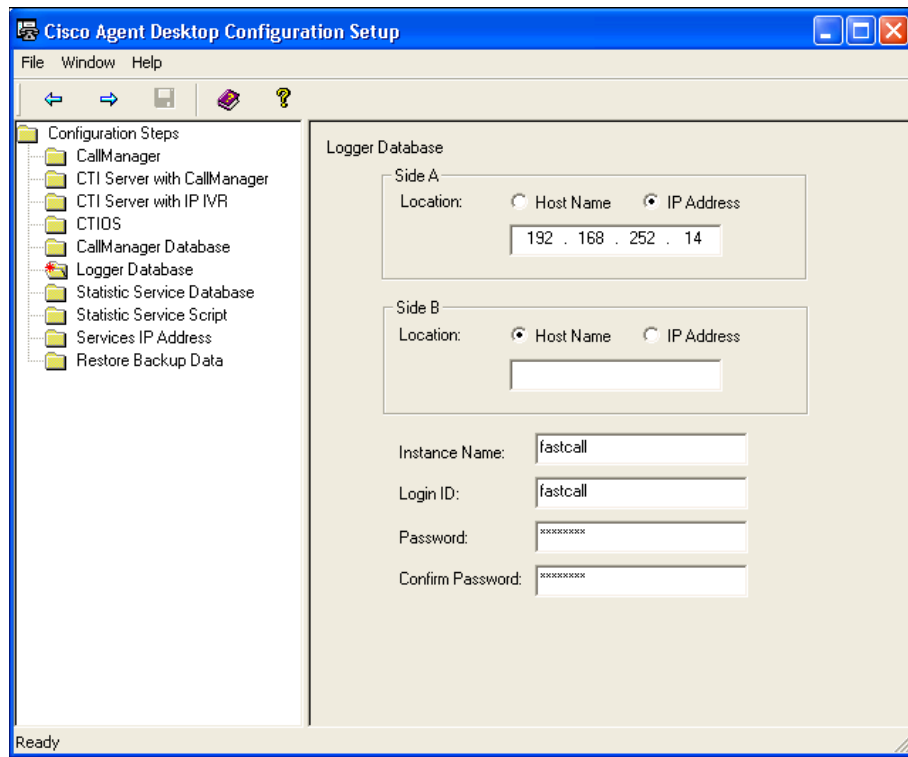 Cisco Agent Desktop Configuration Setup
File Window Help
Configuration Steps
CallManager
CTI Server with CallManager
CTI Server with IP IVR
CTIOS
CallManager Database
Logger Database
Statistic Service Database
Statistic Service Script
Services IP Address
Restore Backup Data
Logger Database
Side A
Location: Host Name IP Address
192 . 168 . 252 . 14
Side B
Location: Host Name IP Address
Instance Name: fastcall
Login ID: fastcall
Password: ********
Confirm Password: ********
Ready